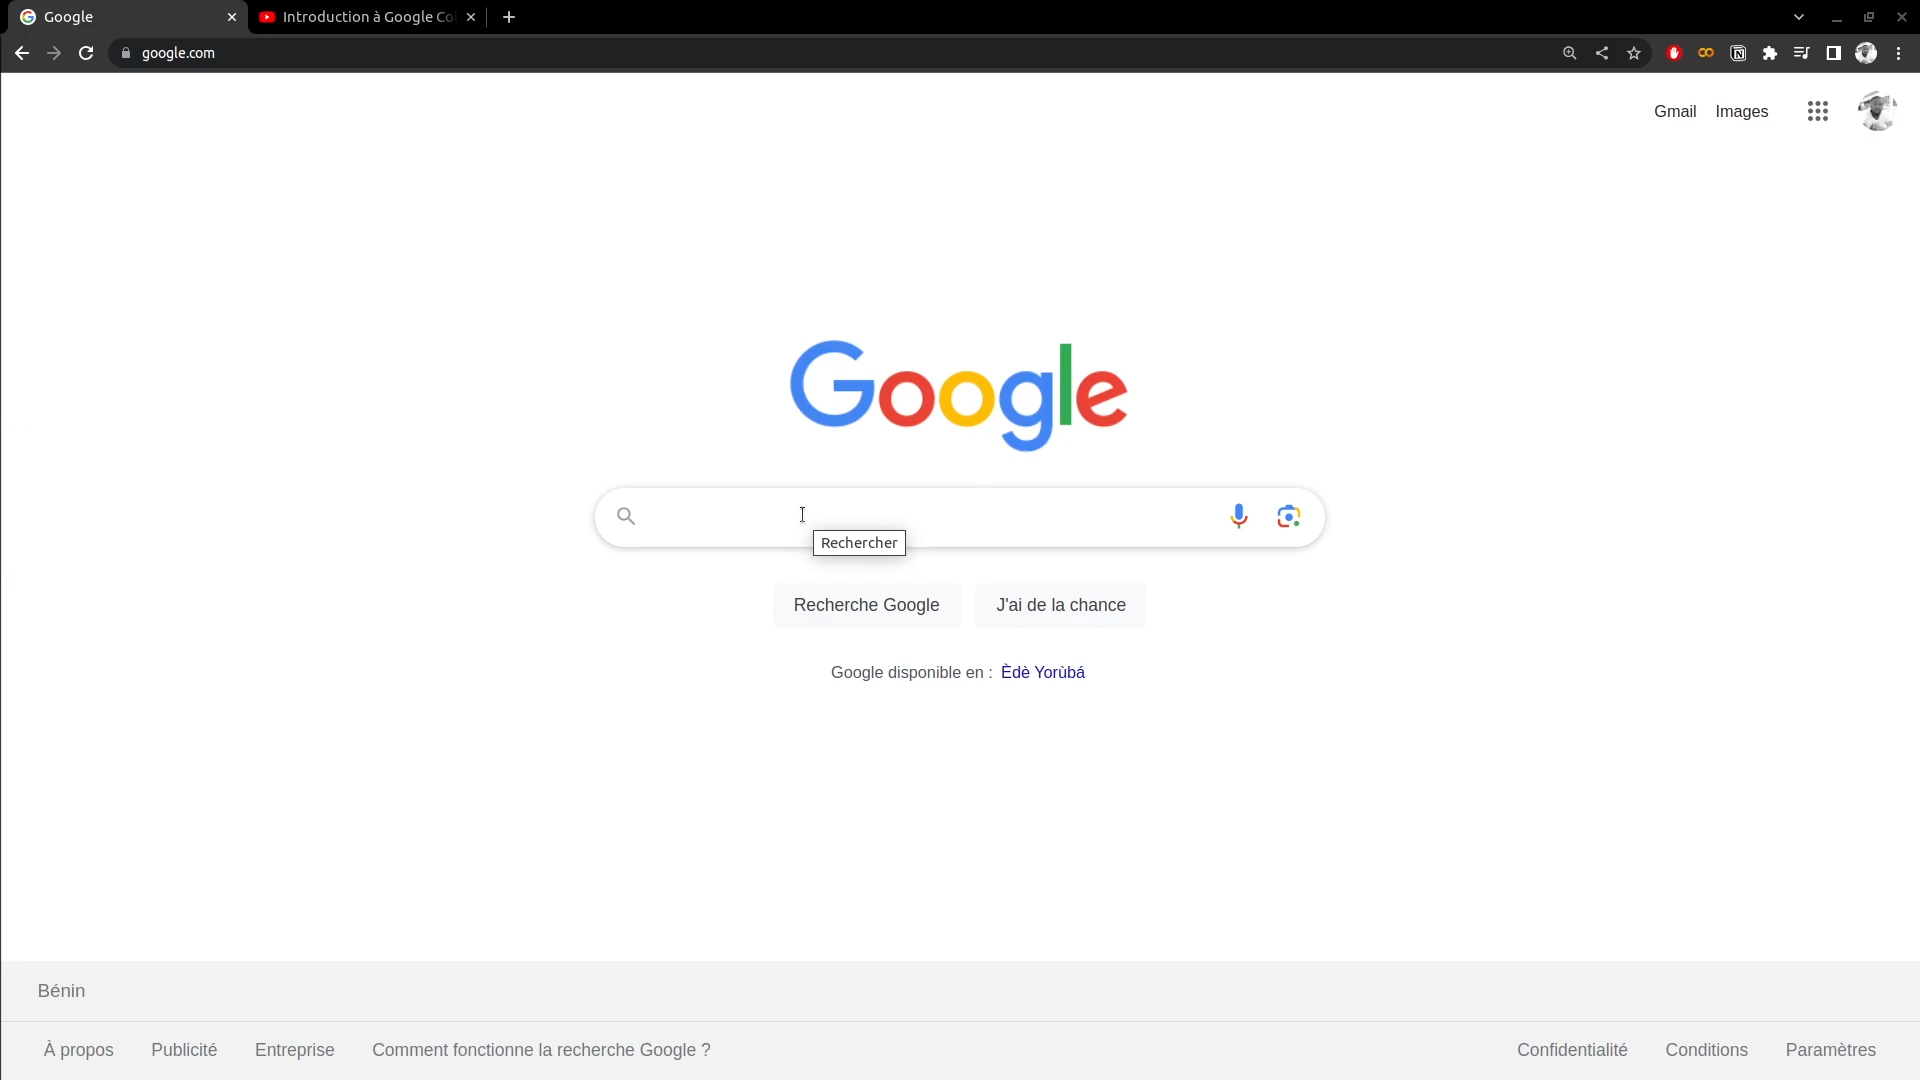 Google
Introduction à Google Co
google.com
Gmail
Images
Google
Rechercher
Recherche Google
J'ai de la chance
Google disponible en : Èdè Yorùbá
Bénin
À propos
Publicité
Entreprise
Comment fonctionne la recherche Google ?
Confidentialité
Conditions
Paramètres